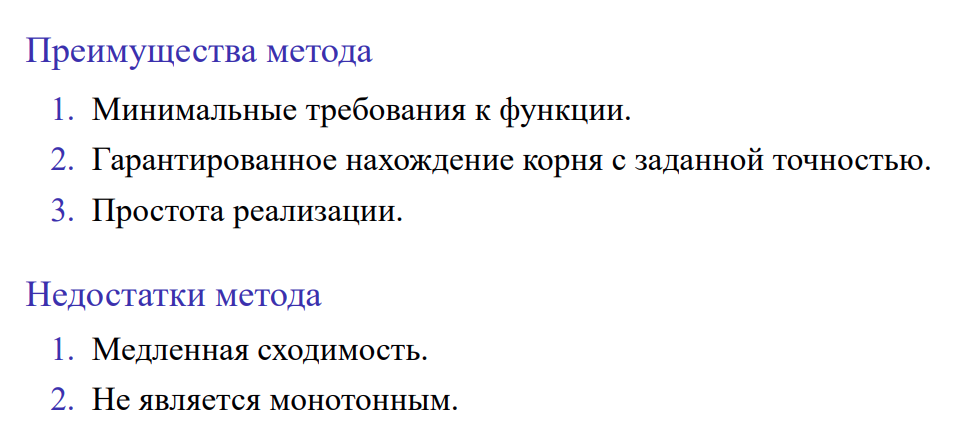 Преимущества метода
1. Минимальные требования к функции.
2. Гарантированное нахождение корня с заданной точностью.
3. Простота реализации.
Недостатки метода
1. Медленная сходимость.
2. Не является монотонным.